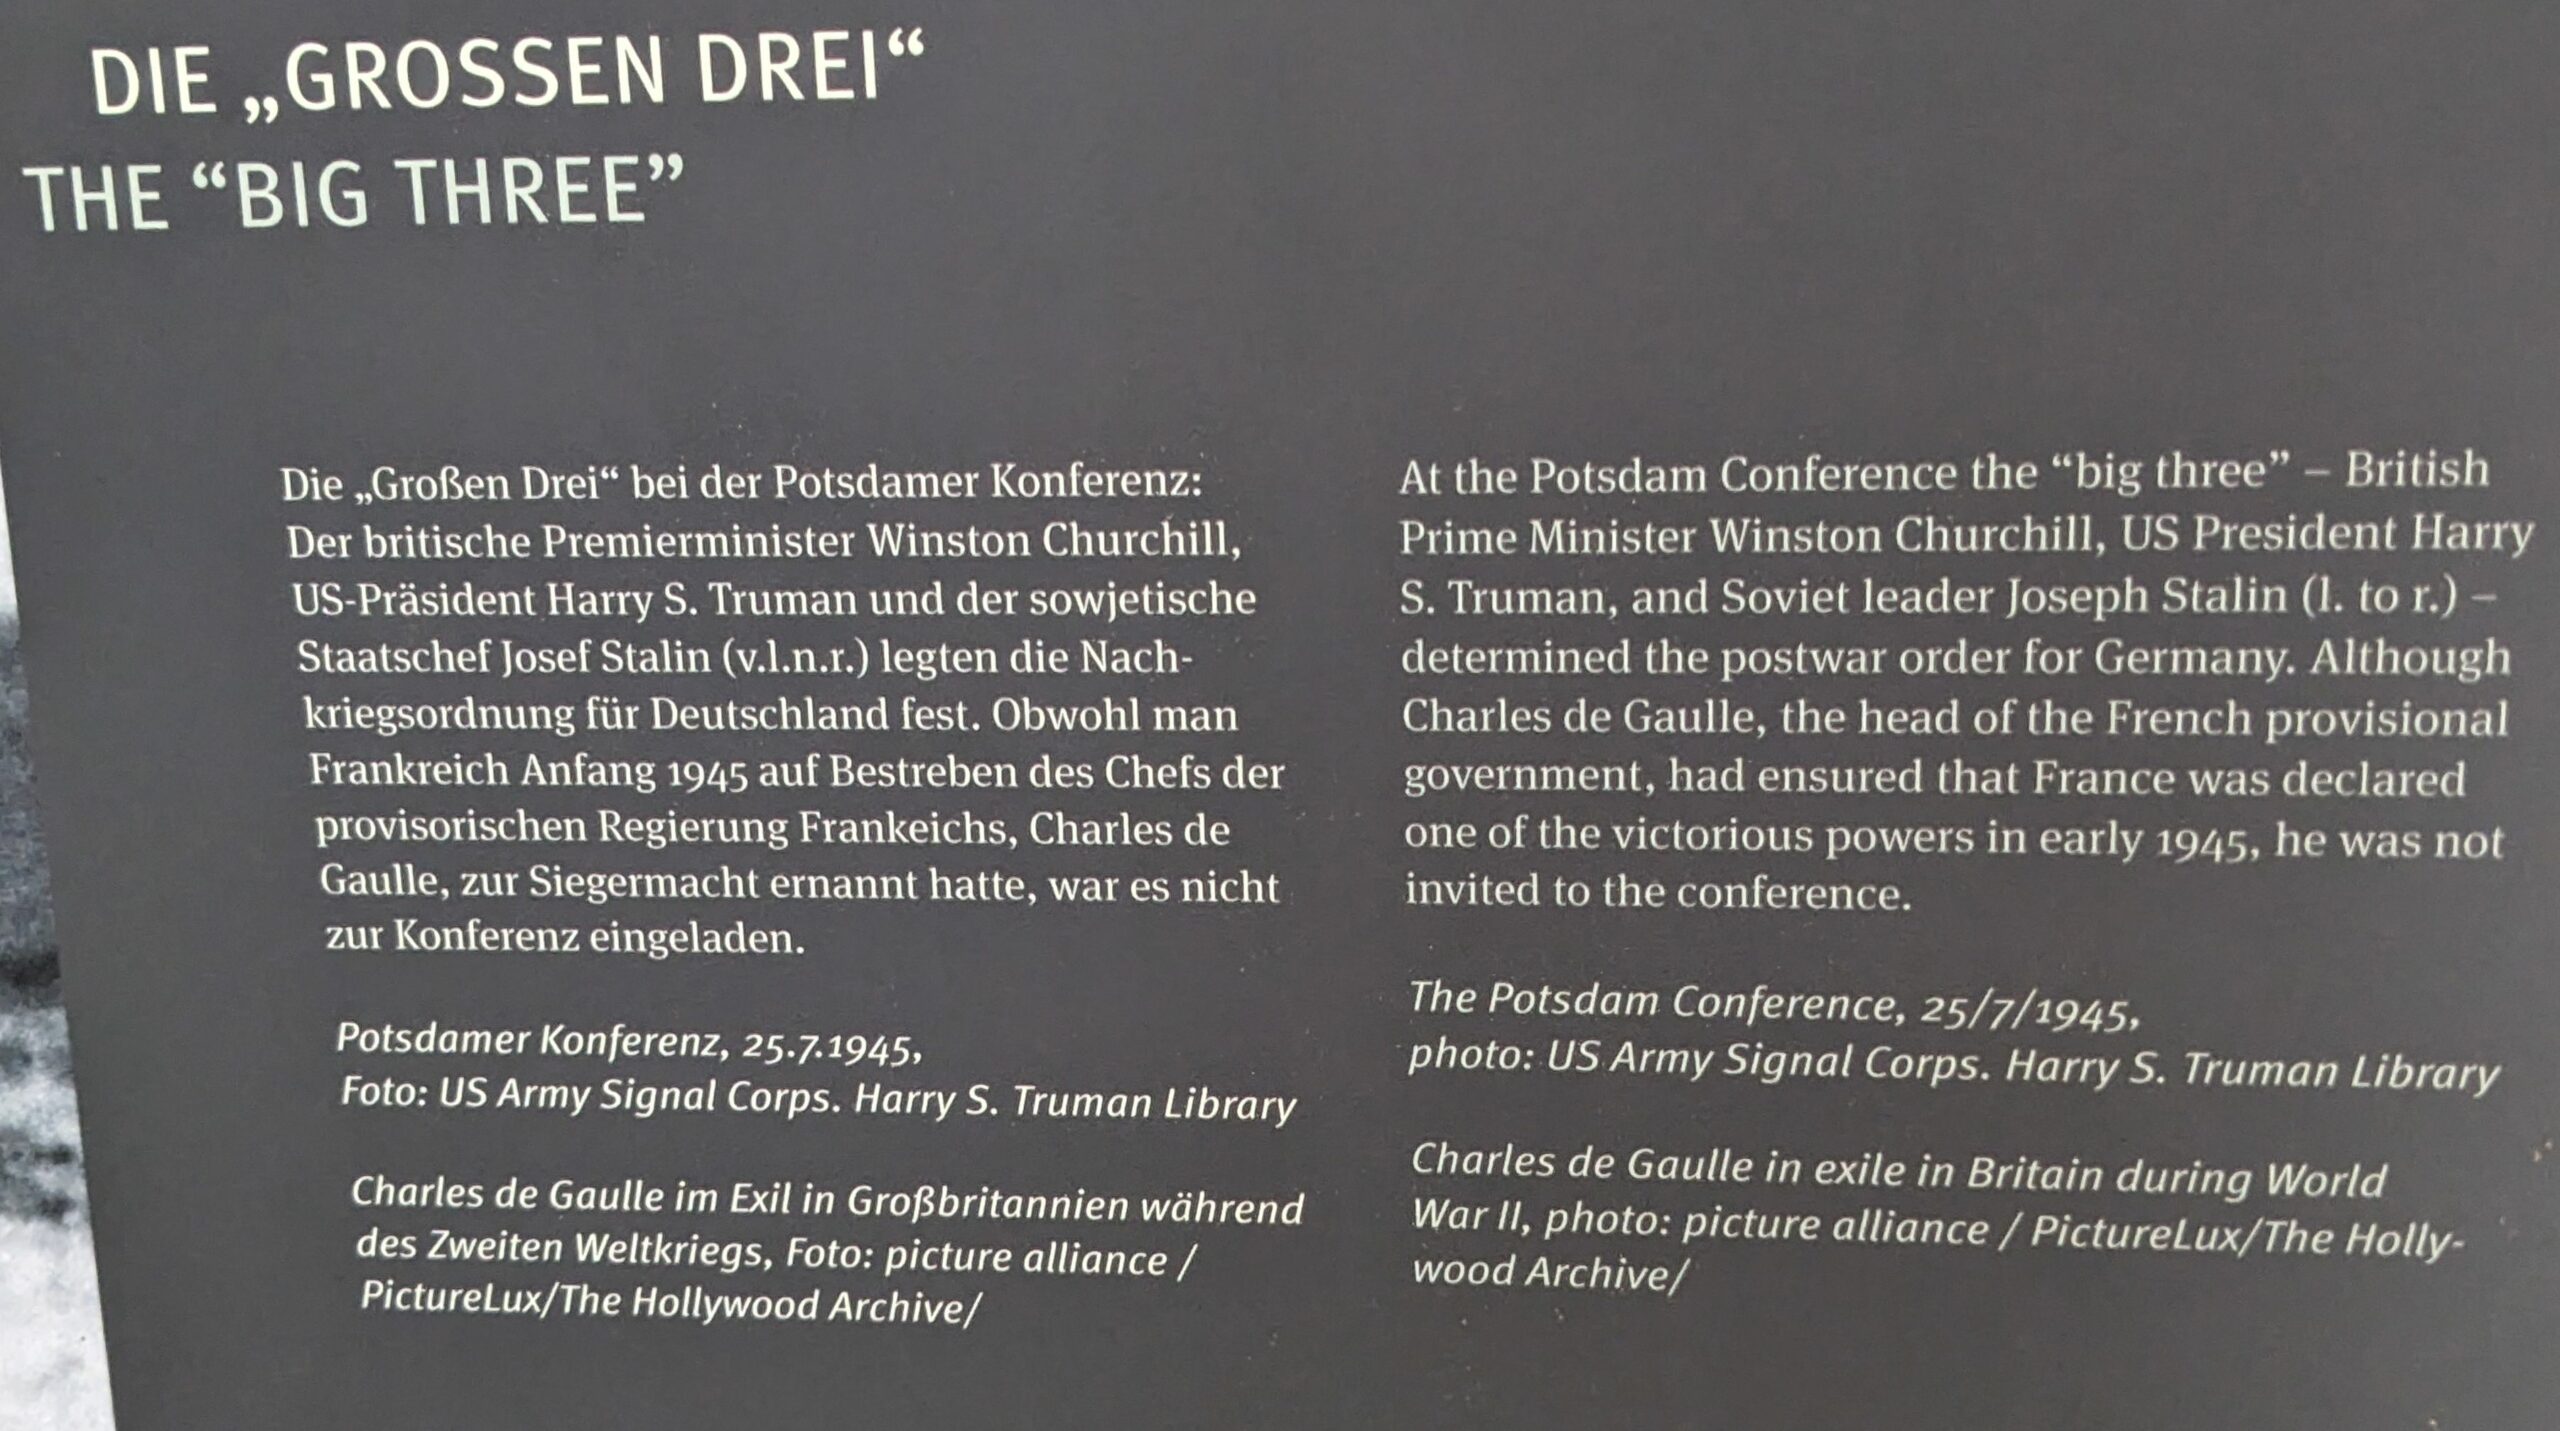 DIE „GROSSEN DREI“
THE “BIG THREE”
Die „Großen Drei“ bei der Potsdamer Konferenz:
Der britische Premierminister Winston Churchill,
US-Präsident Harry S. Truman und der sowjetische
Staatschef Josef Stalin (v.l.n.r.) legten die Nach-
kriegsordnung für Deutschland fest. Obwohl man
Frankreich Anfang 1945 auf Bestreben des Chefs der
provisorischen Regierung Frankeichs, Charles de
Gaulle, zur Siegermacht ernannt hatte, war es nicht
zur Konferenz eingeladen.
Potsdamer Konferenz, 25.7.1945,
Foto: US Army Signal Corps. Harry S. Truman Library
Charles de Gaulle im Exil in Großbritannien während
des Zweiten Weltkriegs, Foto: picture alliance /
PictureLux/The Hollywood Archive/
At the Potsdam Conference the “big three” – British
Prime Minister Winston Churchill, US President Harry
S. Truman, and Soviet leader Joseph Stalin (l. to r.) –
determined the postwar order for Germany. Although
Charles de Gaulle, the head of the French provisional
government, had ensured that France was declared
one of the victorious powers in early 1945, he was not
invited to the conference.
The Potsdam Conference, 25/7/1945,
photo: US Army Signal Corps. Harry S. Truman Library
Charles de Gaulle in exile in Britain during World
War II, photo: picture alliance / PictureLux/The Holly-
wood Archive/